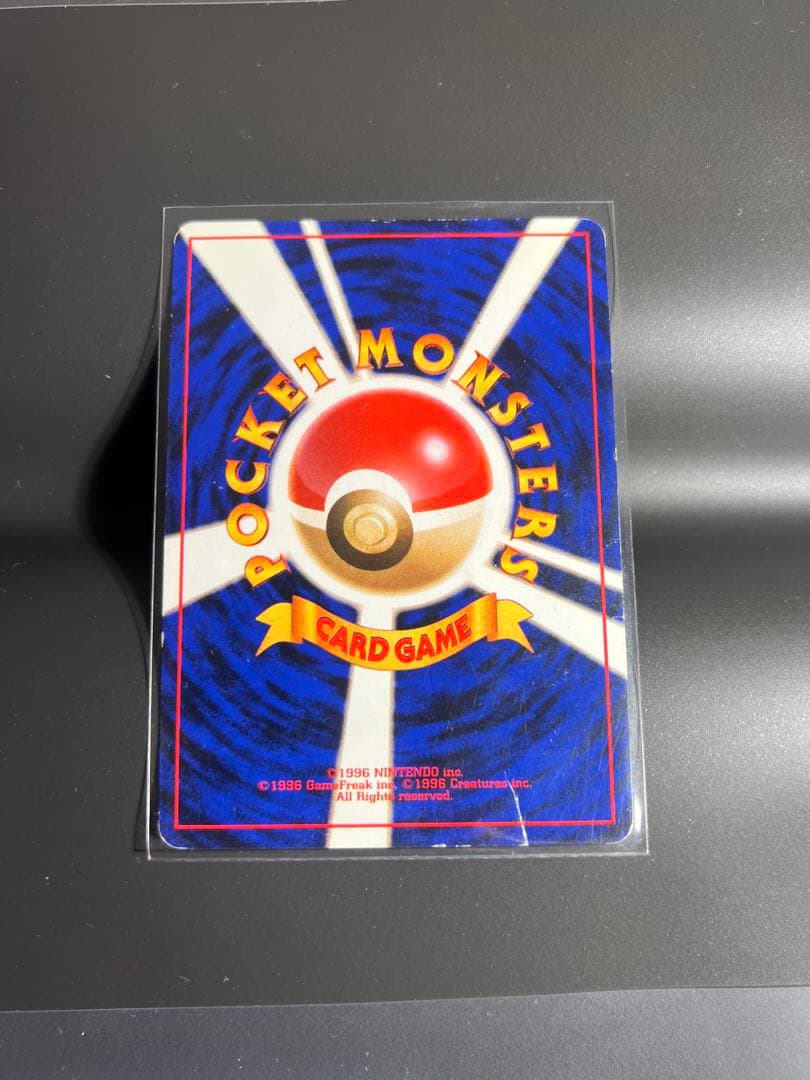 POCKET MONSTERS
CARD GAME
©1996 NINTENDO inc.
©1996 GameFreak inc. ©1996 Creatures inc.
All Rights reserved.